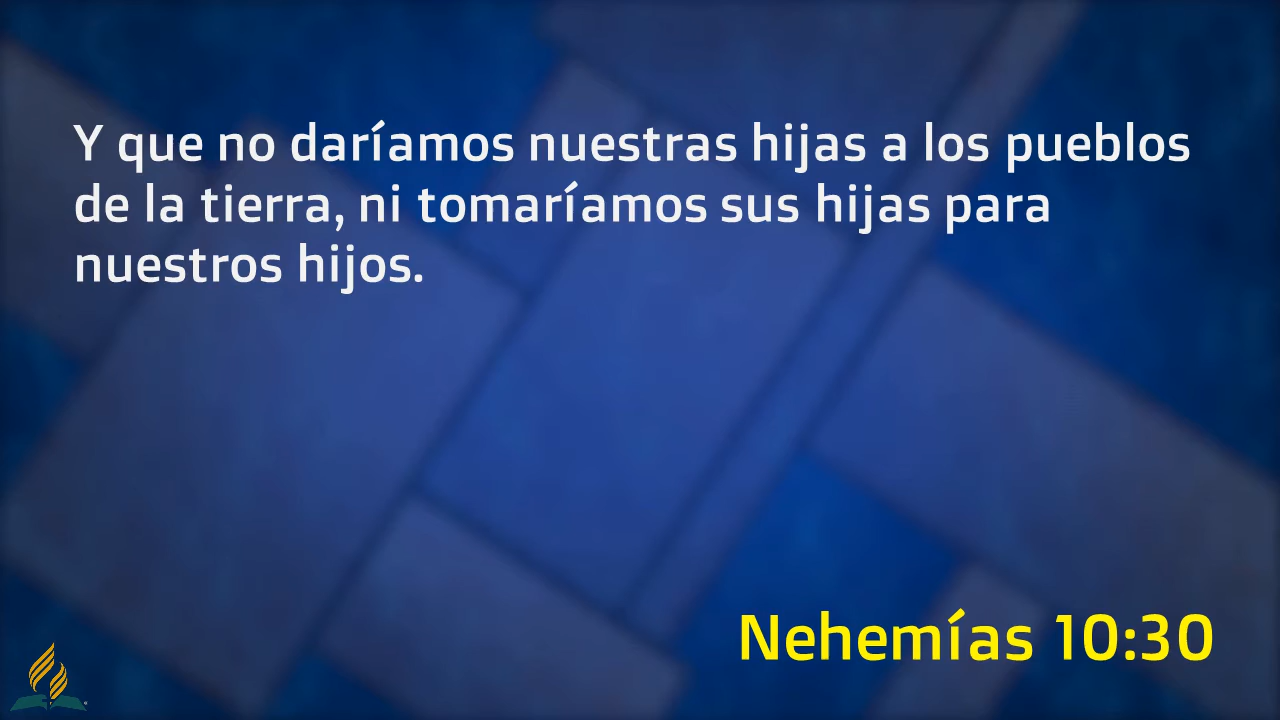 Y que no daríamos nuestras hijas a los pueblos
de la tierra, ni tomaríamos sus hijas para
nuestros hijos.
Nehemías 10:30